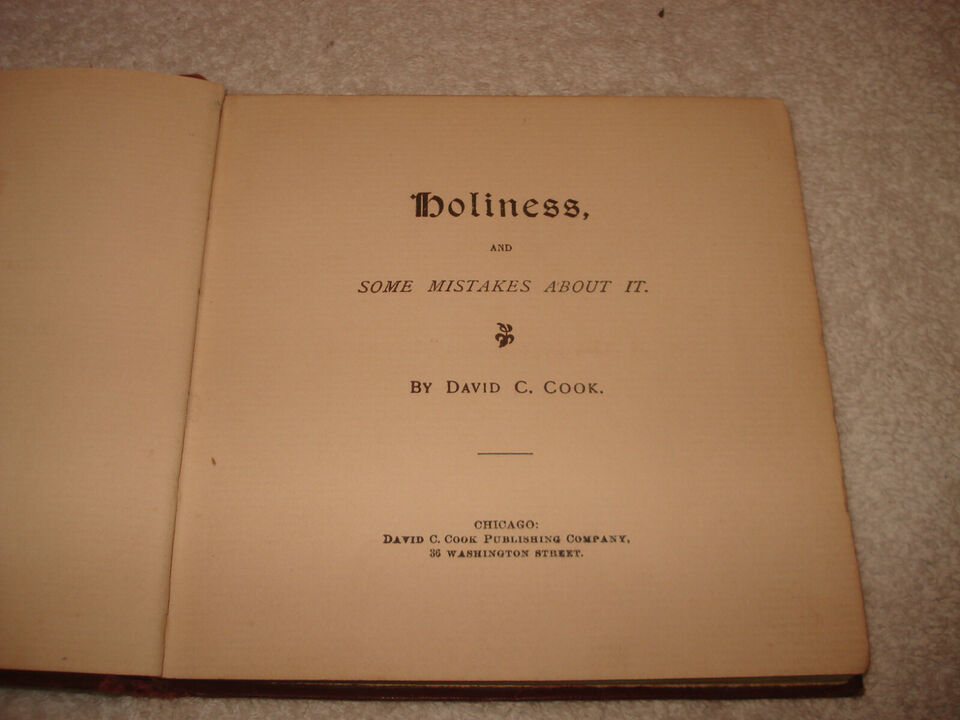 Holiness,
AND
SOME MISTAKES ABOUT IT.
BY DAVID C. COOK.
CHICAGO:
DAVID C. COOK PUBLISHING COMPANY,
36 WASHINGTON STREET.